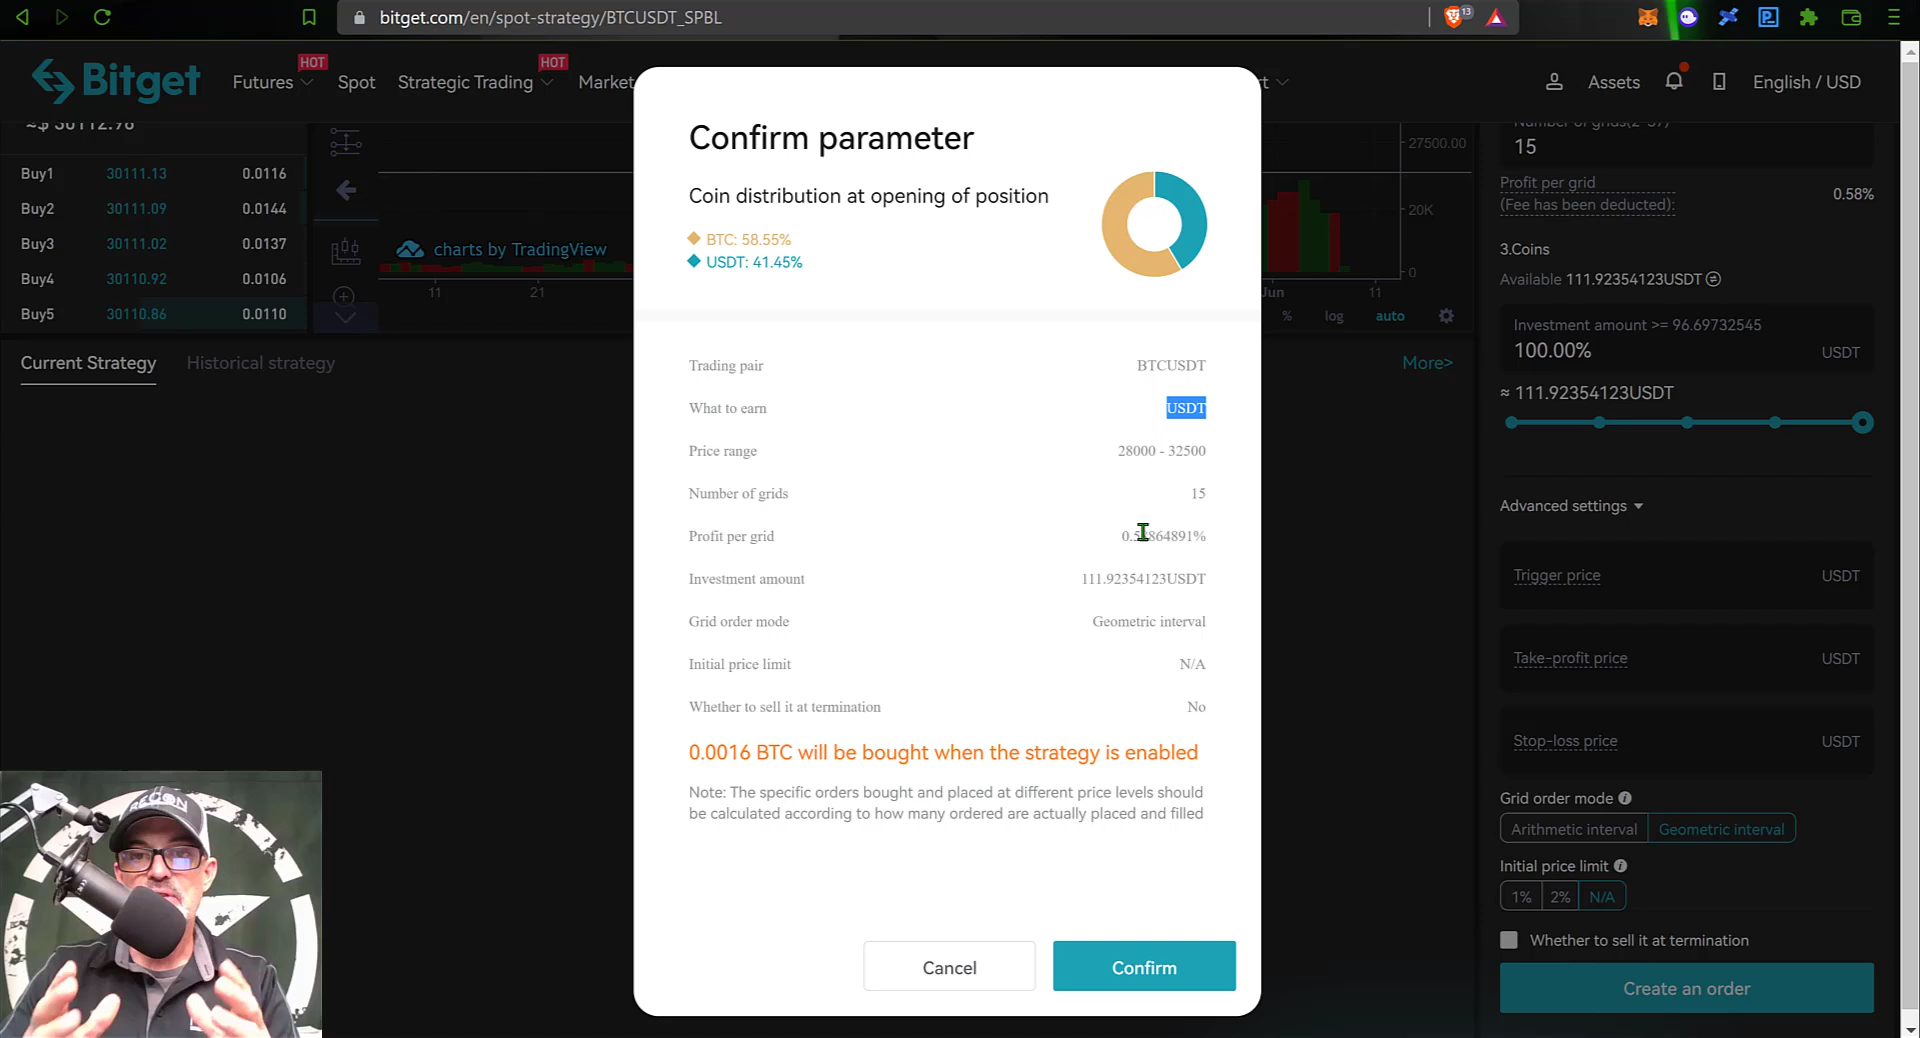 bitget.com/en/spot-strategy/BTCUSDT_SPBL
13
Bitget
Futures
HOT
Spot
Strategic Trading
HOT
Market
Assets
English / USD
≈$ 30112.96
Buy1 30111.13 0.0116
Buy2 30111.09 0.0144
Buy3 30111.02 0.0137
Buy4 30110.92 0.0106
Buy5 30110.86 0.0110
charts by TradingView
11 21
27500.00
20K
0
Jun 11
% log auto
Current Strategy Historical strategy
More>
Confirm parameter
Coin distribution at opening of position
BTC: 58.55%
USDT: 41.45%
Trading pair BTCUSDT
What to earn USDT
Price range 28000 - 32500
Number of grids 15
Profit per grid
Investment amount 111.92354123USDT
Grid order mode Geometric interval
Initial price limit N/A
Whether to sell it at termination No
0.0016 BTC will be bought when the strategy is enabled
Note: The specific orders bought and placed at different price levels should
be calculated according to how many ordered are actually placed and filled
Cancel Confirm
15
Profit per grid
(Fee has been deducted):
0.58%
3.Coins
Available 111.92354123USDT
Investment amount >= 96.69732545
100.00% USDT
≈ 111.92354123USDT
Advanced settings
Trigger price USDT
Take-profit price USDT
Stop-loss price USDT
Grid order mode
Arithmetic interval Geometric interval
Initial price limit
1% 2% N/A
Whether to sell it at termination
Create an order